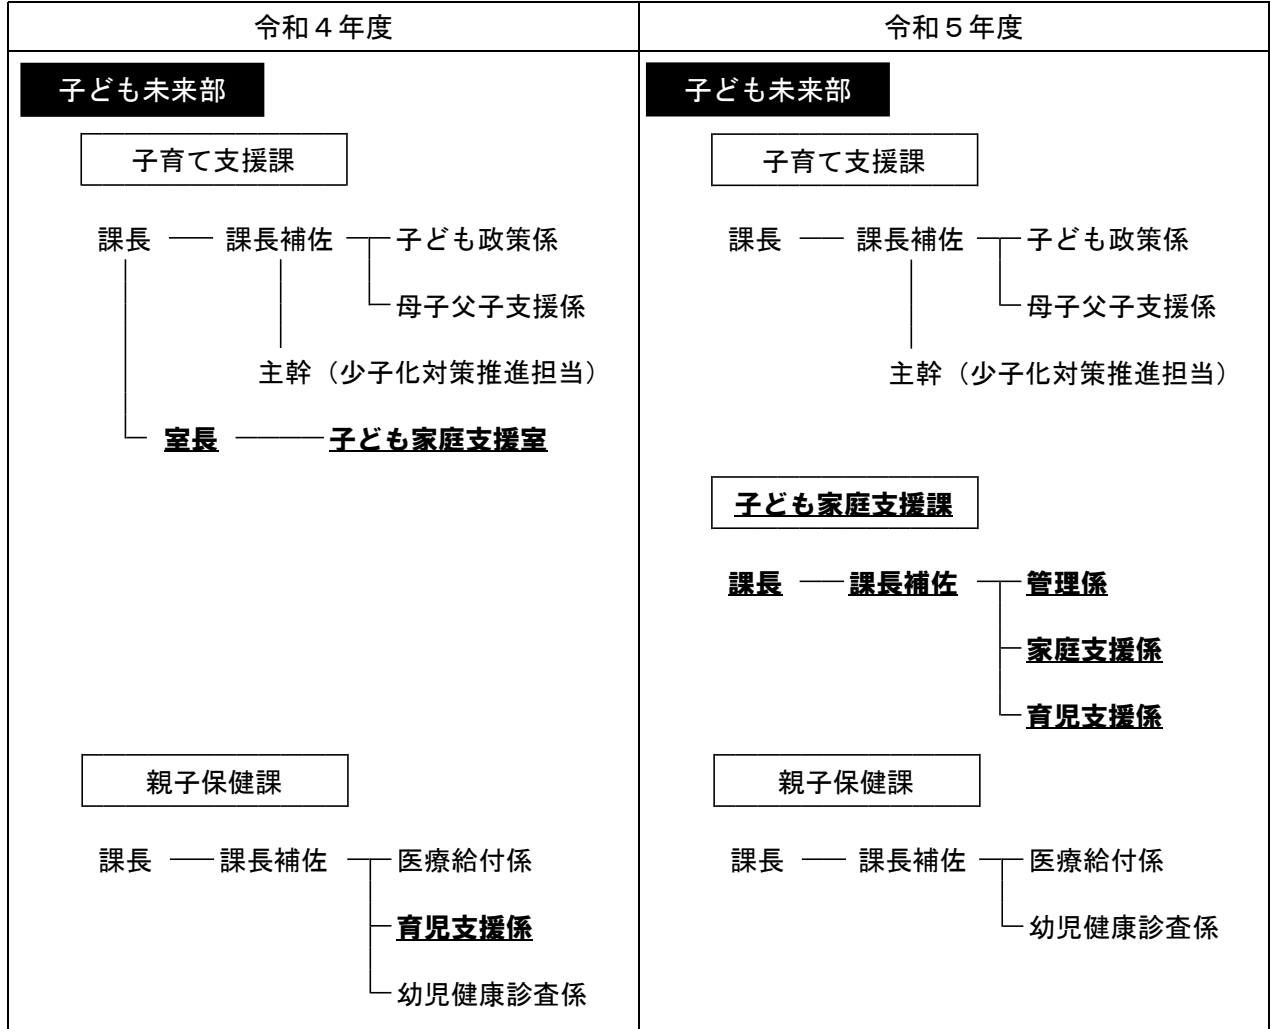 令和４年度
子ども未来部
子育て支援課
課長 課長補佐 子ども政策係
母子父子支援係
主幹（少子化対策推進担当）
室長 子ども家庭支援室
親子保健課
課長 課長補佐 医療給付係
育児支援係
幼児健康診査係
令和５年度
子ども未来部
子育て支援課
課長 課長補佐 子ども政策係
母子父子支援係
主幹（少子化対策推進担当）
子ども家庭支援課
課長 課長補佐 管理係
家庭支援係
育児支援係
親子保健課
課長 課長補佐 医療給付係
幼児健康診査係